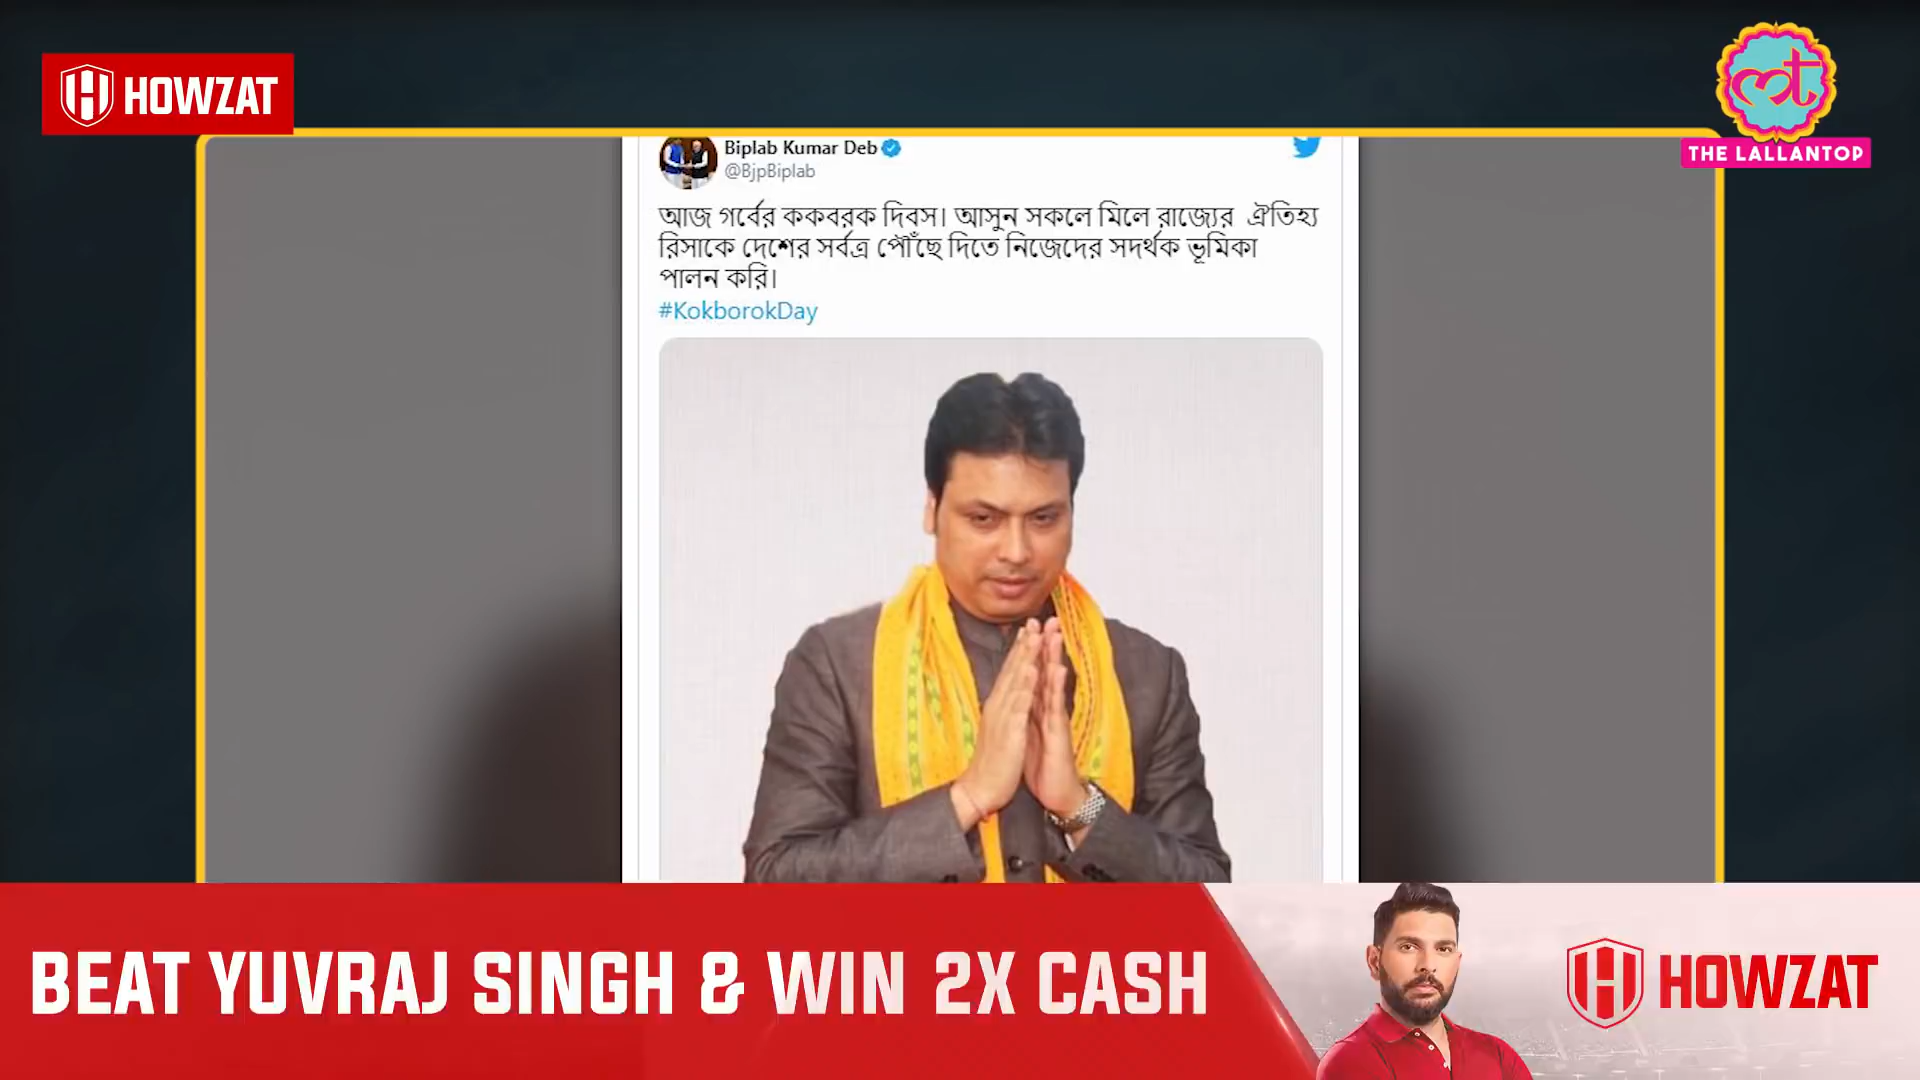 HOWZAT
मत
THE LALLANTOP
Biplab Kumar Deb
@BjpBiplab
আজ গর্বের ককবরক দিবস। আসুন সকলে মিলে রাজ্যের ঐতিহ্য
রিসাকে দেশের সর্বত্র পৌঁছে দিতে নিজেদের সদর্থক ভূমিকা
পালন করি।
#KokborokDay
BEAT YUVRAJ SINGH & WIN 2X CASH
HOWZAT